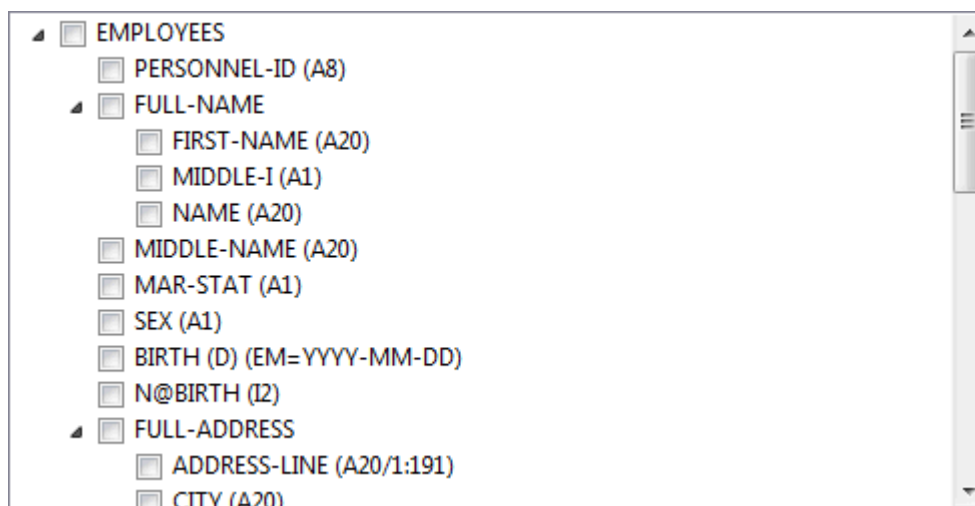 EMPLOYEES
PERSONNEL-ID (A8)
FULL-NAME
FIRST-NAME (A20)
MIDDLE-I (A1)
NAME (A20)
MIDDLE-NAME (A20)
MAR-STAT (A1)
SEX (A1)
BIRTH (D) (EM=YYYY-MM-DD)
N@BIRTH (I2)
FULL-ADDRESS
ADDRESS-LINE (A20/1:191)
CITY (A20)